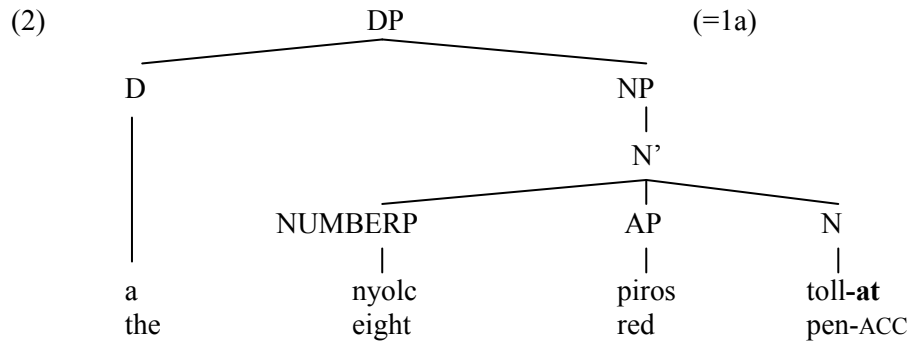 (2) DP (=1a)
D NP
N’
NUMBERP AP N
a nyolc piros toll-at
the eight red pen-ACC